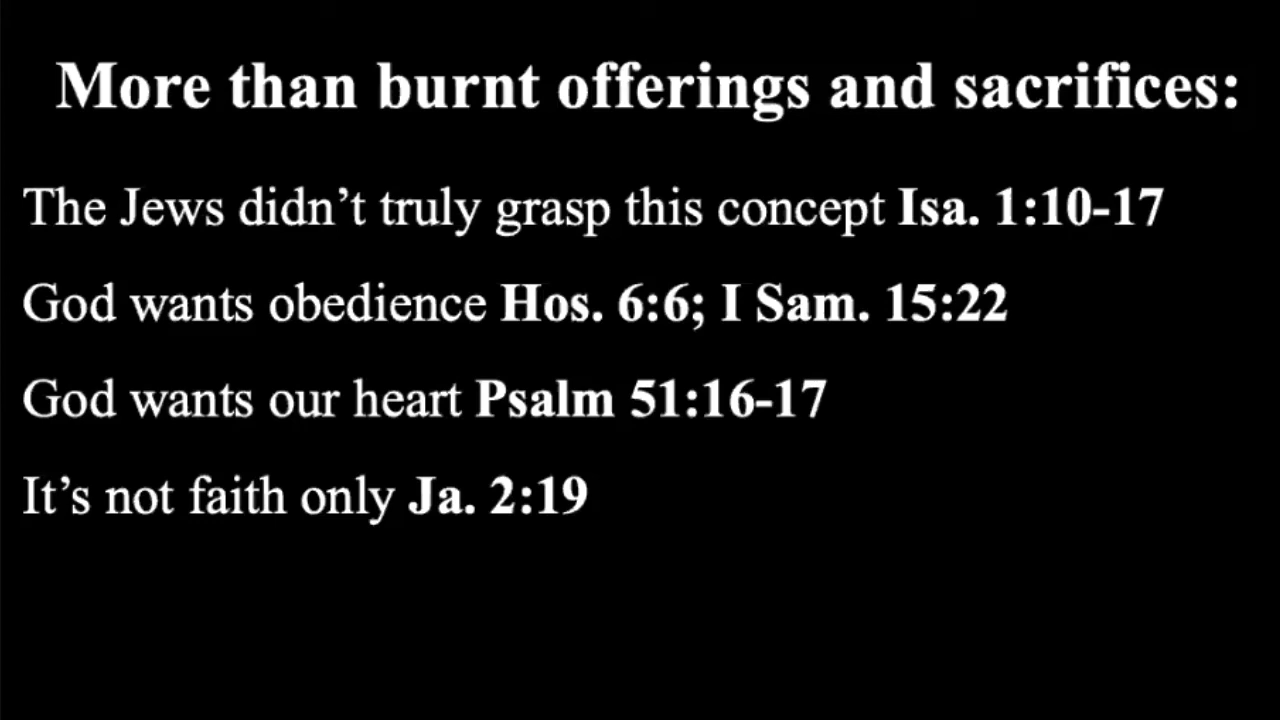 More than burnt offerings and sacrifices:
The Jews didn’t truly grasp this concept Isa. 1:10-17
God wants obedience Hos. 6:6; I Sam. 15:22
God wants our heart Psalm 51:16-17
It’s not faith only Ja. 2:19